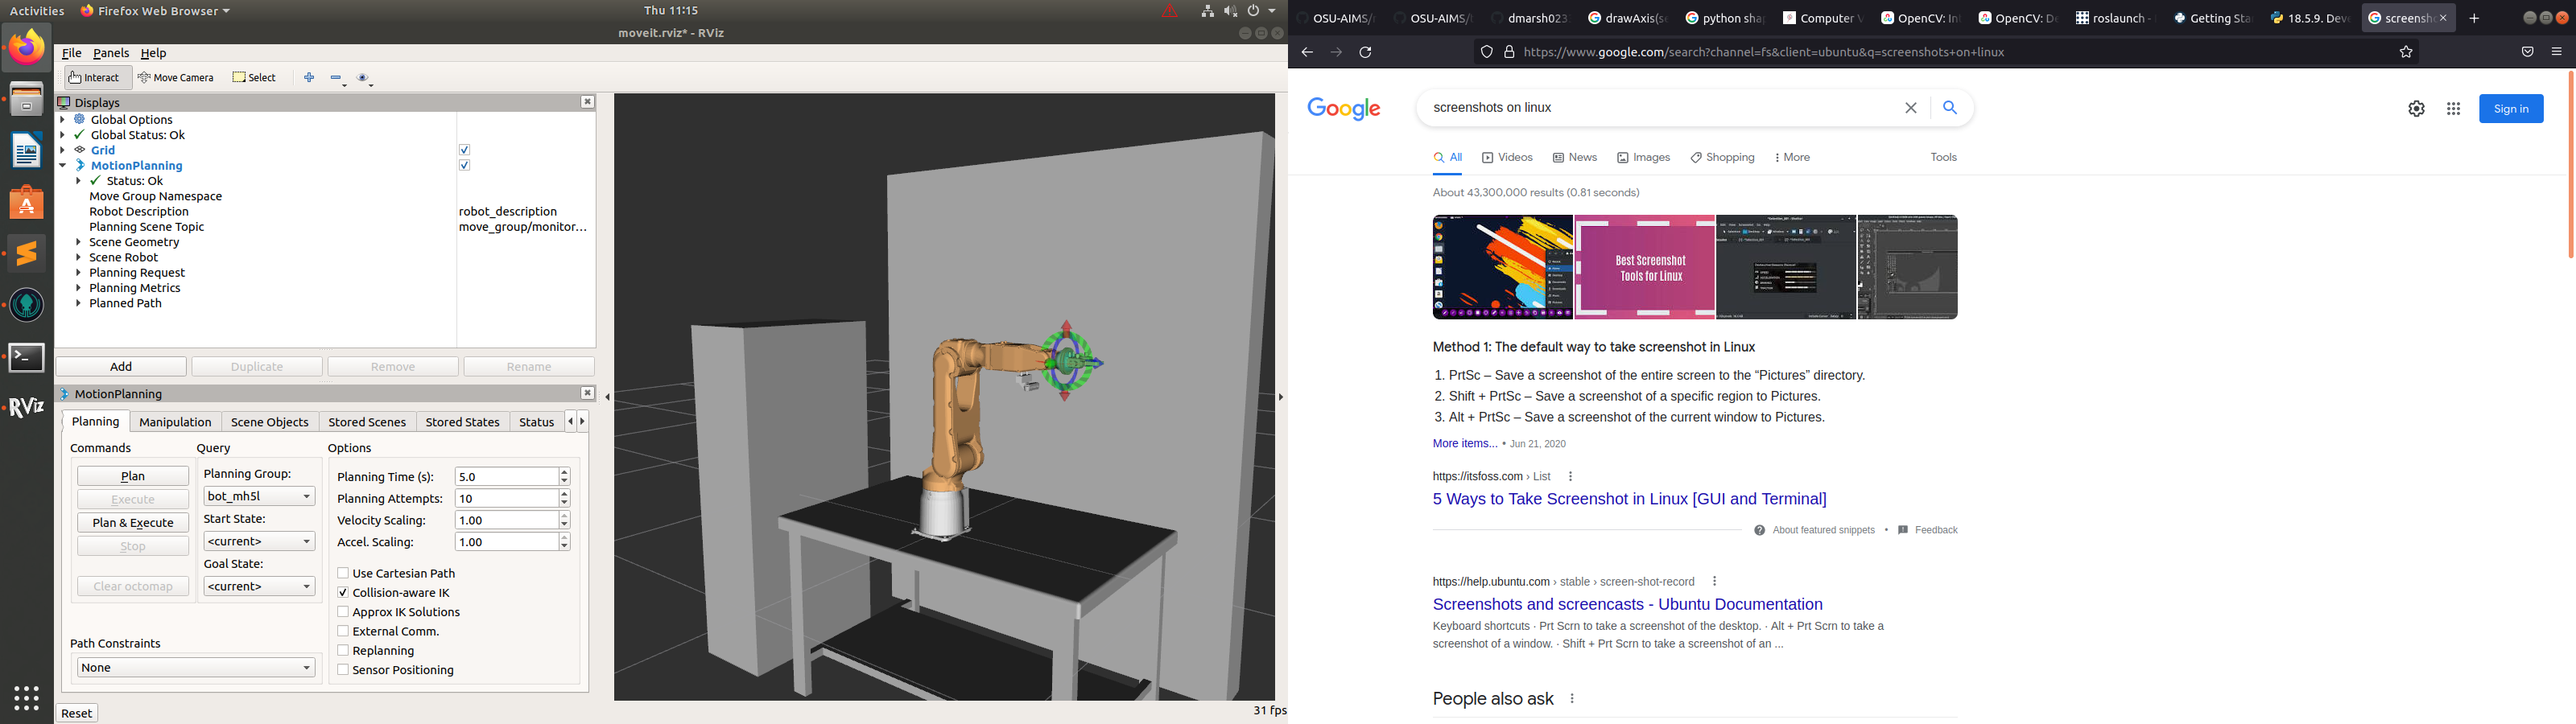 Activities
Firefox Web Browser
Thu 11:15
moveit.rviz* - RViz
File Panels Help
Interact Move Camera Select
Displays
Global Options
Global Status: Ok
Grid
MotionPlanning
Status: Ok
Move Group Namespace
Robot Description robot_description
Planning Scene Topic move_group/monitor...
Scene Geometry
Scene Robot
Planning Request
Planning Metrics
Planned Path
Add Duplicate Remove Rename
MotionPlanning
Planning Manipulation Scene Objects Stored Scenes Stored States Status
Commands Query Options
Plan
Execute
Plan & Execute
Stop
Clear octomap
Planning Group:
bot_mh5l
Start State:
<current>
Goal State:
<current>
Planning Time (s): 5.0
Planning Attempts: 10
Velocity Scaling: 1.00
Accel. Scaling: 1.00
Use Cartesian Path
Collision-aware IK
Approx IK Solutions
External Comm.
Replanning
Sensor Positioning
Path Constraints
None
Reset
31 fps
RViz
OSU-AIMS/ OSU-AIMS/ dmarsh023 drawAxis(s python sha Computer V OpenCV: In OpenCV: De roslaunch - Getting Sta 18.5.9. Deve screensh
https://www.google.com/search?channel=fs&client=ubuntu&q=screenshots+on+linux
Google
screenshots on linux
Sign in
All Videos News Images Shopping More Tools
About 43,300,000 results (0.81 seconds)
Best Screenshot
Tools for Linux
Method 1: The default way to take screenshot in Linux
1. PrtSc – Save a screenshot of the entire screen to the “Pictures” directory.
2. Shift + PrtSc – Save a screenshot of a specific region to Pictures.
3. Alt + PrtSc – Save a screenshot of the current window to Pictures.
More items... • Jun 21, 2020
https://itsfoss.com › List
5 Ways to Take Screenshot in Linux [GUI and Terminal]
About featured snippets • Feedback
https://help.ubuntu.com › stable › screen-shot-record
Screenshots and screencasts - Ubuntu Documentation
Keyboard shortcuts · Prt Scrn to take a screenshot of the desktop. · Alt + Prt Scrn to take a
screenshot of a window. · Shift + Prt Scrn to take a screenshot of an ...
People also ask